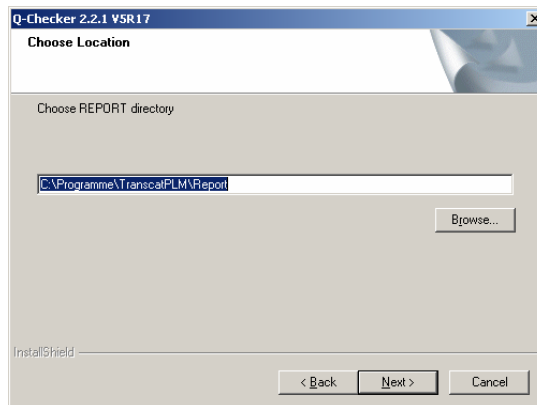 Q-Checker 2.2.1 V5R17
Choose Location
Choose REPORT directory
C:\Programme\TranscatPLM\Report
Browse...
InstallShield
< Back Next > Cancel